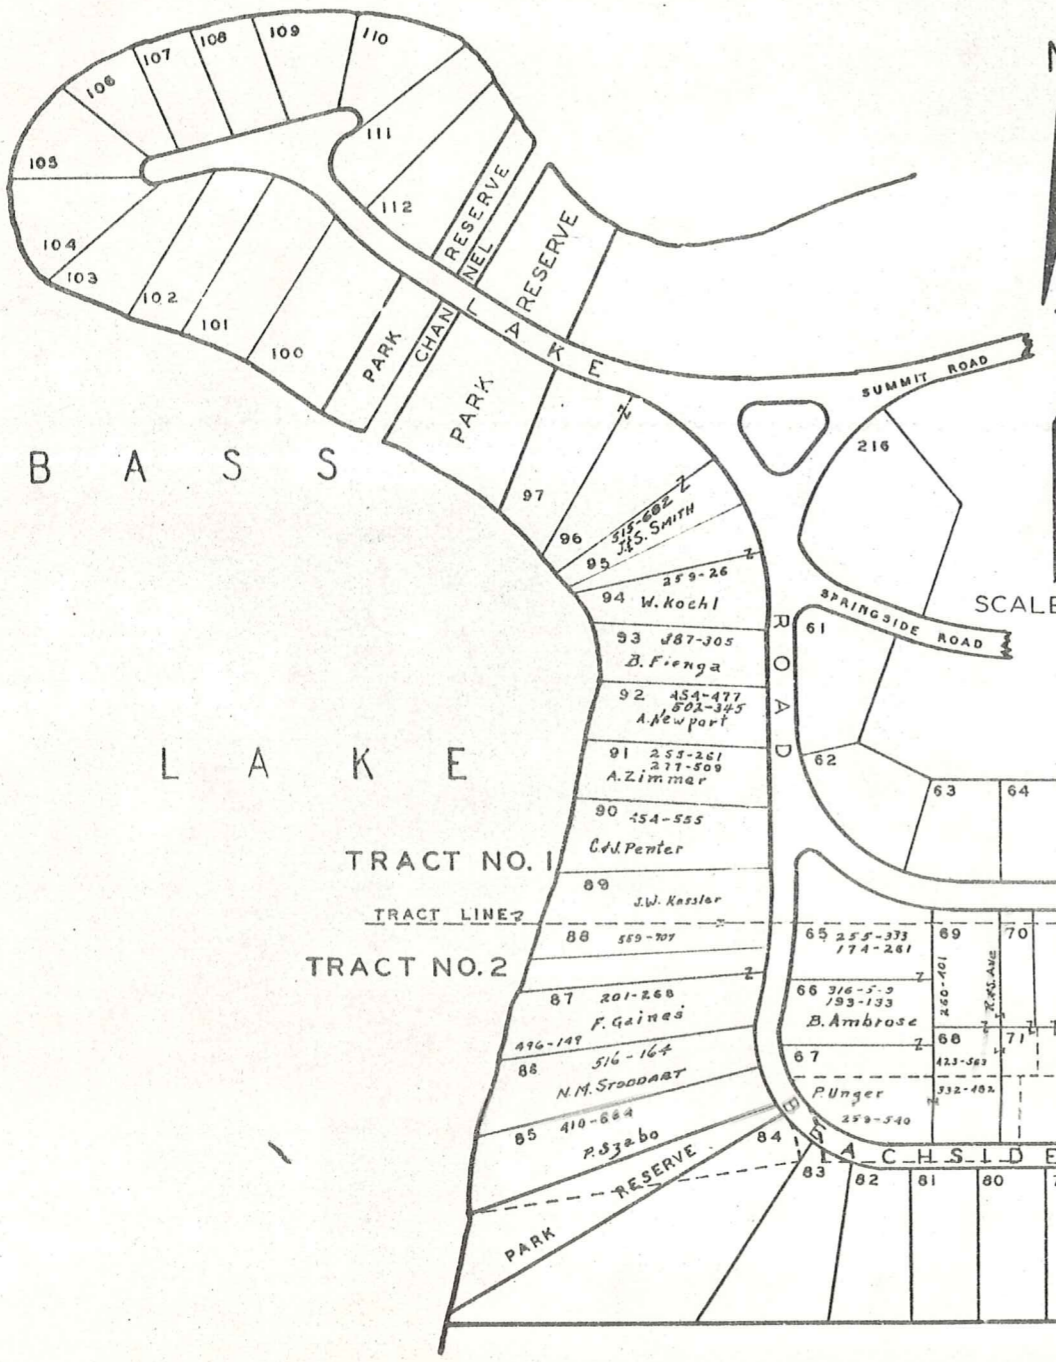 110
109
108
107
106
105
104
103
102
101
100
111
112
RESERVE
CHANNEL
RESERVE
PARK
PARK
LAKE ROAD
SUMMIT ROAD
216
SPRINGSIDE ROAD
SCALE
BASS
LAKE
97
96
515-682
J&S. SMITH
95
259-26
94 W. Koehl
93 387-305
B. Fienga
92 454-477
502-345
A. Newport
91 255-261
277-509
A. Zimmer
90 454-555
C&J. Penter
89
J.W. Kessler
TRACT NO. 1
TRACT LINE
TRACT NO. 2
88 559-707
87 201-268
F. Gaines
496-149
86 516-164
N.M. STODDART
85 410-684
P. Szabo
PARK RESERVE
61
62
63
64
65 255-373
174-261
66
193-133
B. Ambrose
67
P. Unger
259-540
69
260-401
70
68
423-563
71
332-482
BEACHSIDE
84
83
82
81
80